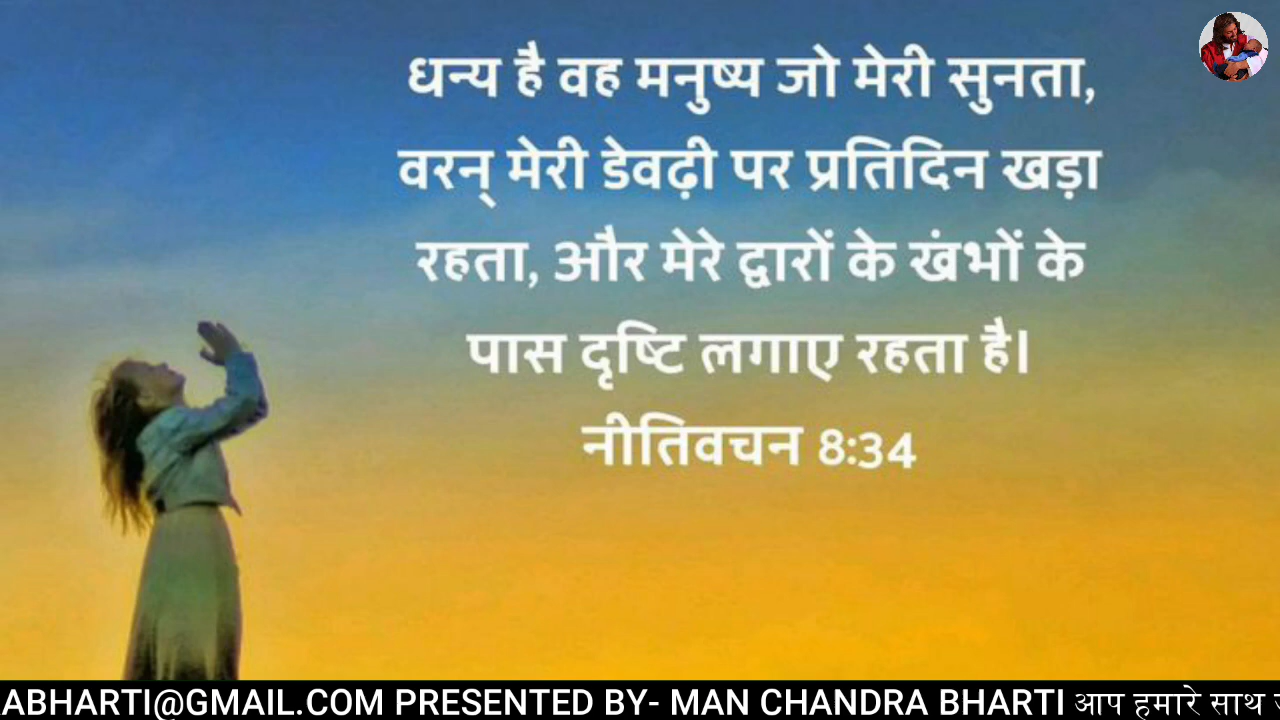 धन्य है वह मनुष्य जो मेरी सुनता,
वरन् मेरी डेवढ़ी पर प्रतिदिन खड़ा
रहता, और मेरे द्वारों के खंभों के
पास दृष्टि लगाए रहता है।
नीतिवचन 8:34
ABHARTI@GMAIL.COM PRESENTED BY- MAN CHANDRA BHARTI आप हमारे साथ